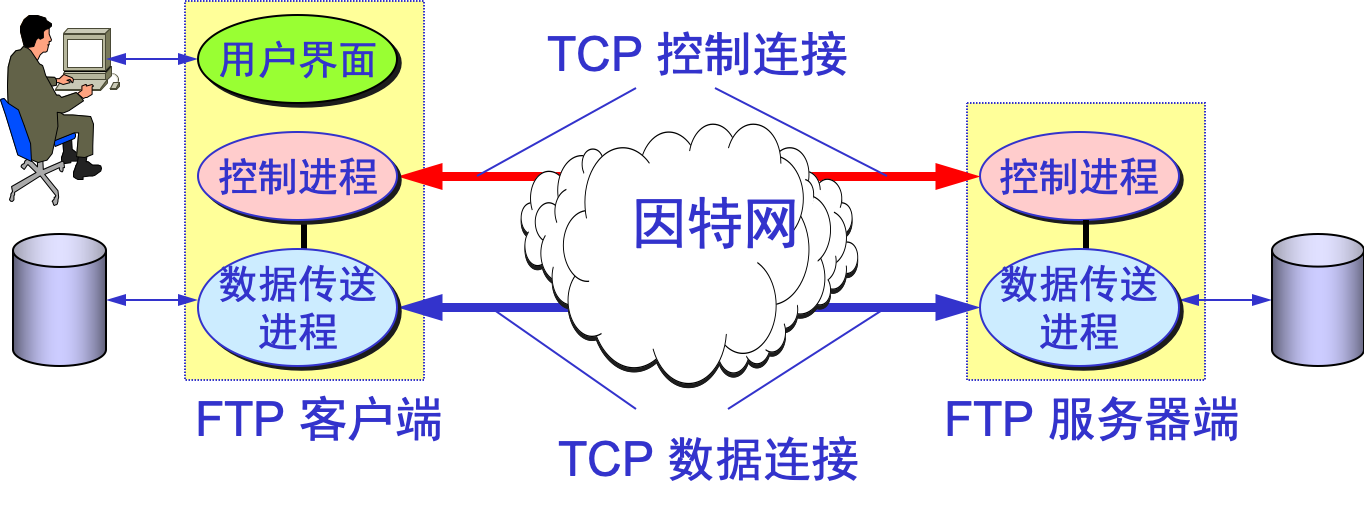 用户界面
TCP 控制连接
控制进程
控制进程
因特网
数据传送
进程
数据传送
进程
FTP 客户端
FTP 服务器端
TCP 数据连接